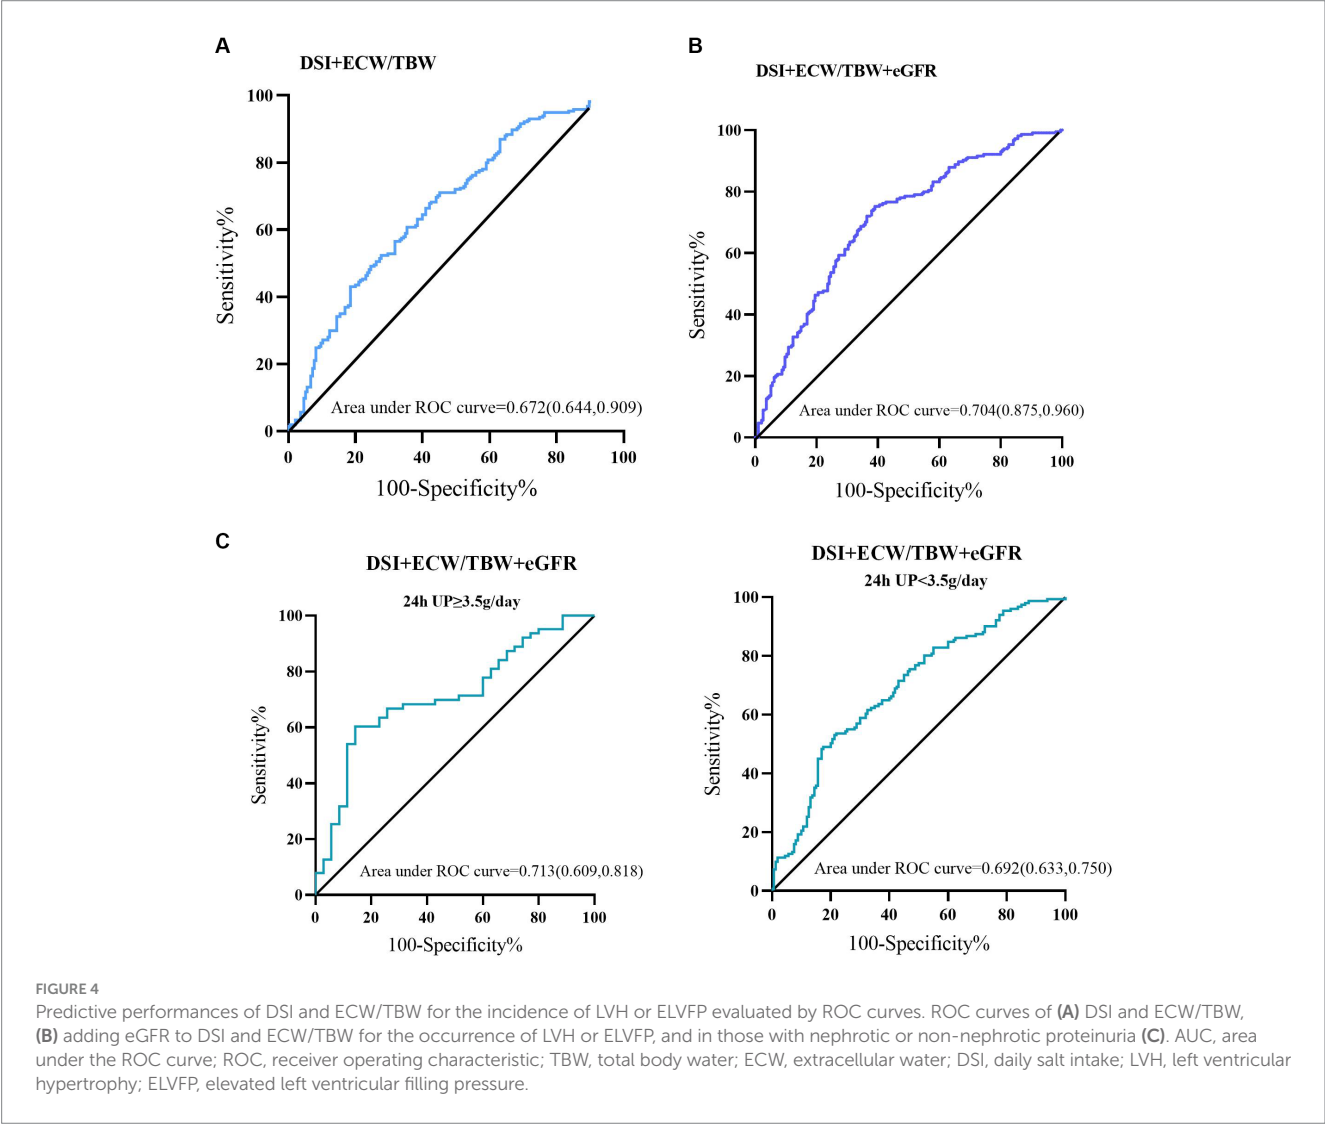 A
DSI+ECW/TBW
100
80
60
40
20
0
Sensitivity%
Area under ROC curve=0.672(0.644,0.909)
0 20 40 60 80 100
100-Specificity%
B
DSI+ECW/TBW+eGFR
100
80
60
40
20
0
Sensitivity%
Area under ROC curve=0.704(0.875,0.960)
0 20 40 60 80 100
100-Specificity%
C
DSI+ECW/TBW+eGFR
24h UP≥3.5g/day
100
80
60
40
20
0
Sensitivity%
Area under ROC curve=0.713(0.609,0.818)
0 20 40 60 80 100
100-Specificity%
DSI+ECW/TBW+eGFR
24h UP<3.5g/day
100
80
60
40
20
0
Sensitivity%
Area under ROC curve=0.692(0.633,0.750)
0 20 40 60 80 100
100-Specificity%
FIGURE 4
Predictive performances of DSI and ECW/TBW for the incidence of LVH or ELVFP evaluated by ROC curves. ROC curves of (A) DSI and ECW/TBW,
(B) adding eGFR to DSI and ECW/TBW for the occurrence of LVH or ELVFP, and in those with nephrotic or non-nephrotic proteinuria (C). AUC, area
under the ROC curve; ROC, receiver operating characteristic; TBW, total body water; ECW, extracellular water; DSI, daily salt intake; LVH, left ventricular
hypertrophy; ELVFP, elevated left ventricular filling pressure.